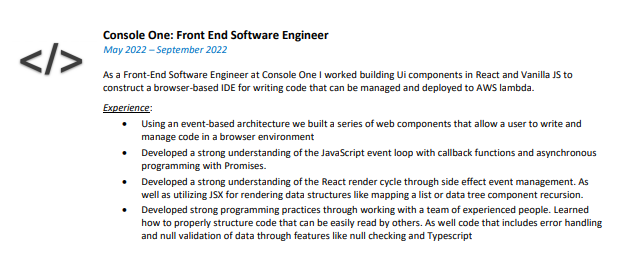 Console One: Front End Software Engineer
May 2022 – September 2022
</>
As a Front-End Software Engineer at Console One I worked building Ui components in React and Vanilla JS to
construct a browser-based IDE for writing code that can be managed and deployed to AWS lambda.
Experience:
• Using an event-based architecture we built a series of web components that allow a user to write and
manage code in a browser environment
• Developed a strong understanding of the JavaScript event loop with callback functions and asynchronous
programming with Promises.
• Developed a strong understanding of the React render cycle through side effect event management. As
well as utilizing JSX for rendering data structures like mapping a list or data tree component recursion.
• Developed strong programming practices through working with a team of experienced people. Learned
how to properly structure code that can be easily read by others. As well code that includes error handling
and null validation of data through features like null checking and Typescript